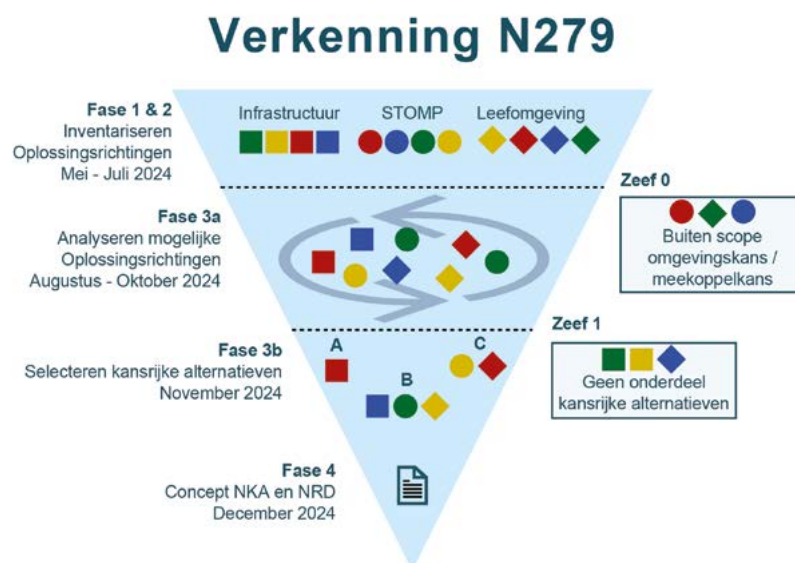 Verkenning N279
Fase 1 & 2
Inventariseren
Oplossingsrichtingen
Mei - Juli 2024
Infrastructuur
STOMP
Leefomgeving
Zeef 0
Buiten scope
omgevingskans /
meekoppelkans
Fase 3a
Analyseren mogelijke
Oplossingsrichtingen
Augustus - Oktober 2024
Zeef 1
Geen onderdeel
kansrijke alternatieven
Fase 3b
Selecteren kansrijke alternatieven
November 2024
A
B
C
Fase 4
Concept NKA en NRD
December 2024